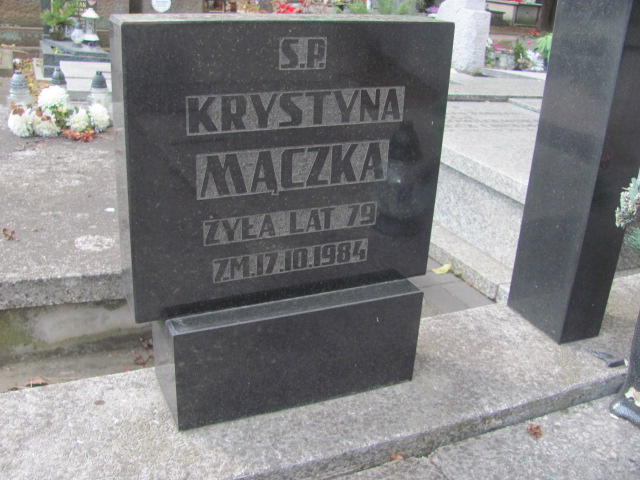 Ś.P.
KRYSTYNA
MĄCZKA
ŻYŁA LAT 79
ZM.17.10.1984